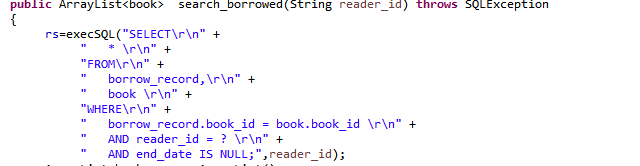 public ArrayList<book>  search_borrowed(String reader_id) throws SQLException
{
rs=execSQL("SELECT\r\n" +
"   * \r\n" +
"FROM\r\n" +
"   borrow_record,\r\n" +
"   book \r\n" +
"WHERE\r\n" +
"   borrow_record.book_id = book.book_id \r\n" +
"   AND reader_id = ? \r\n" +
"   AND end_date IS NULL;",reader_id);